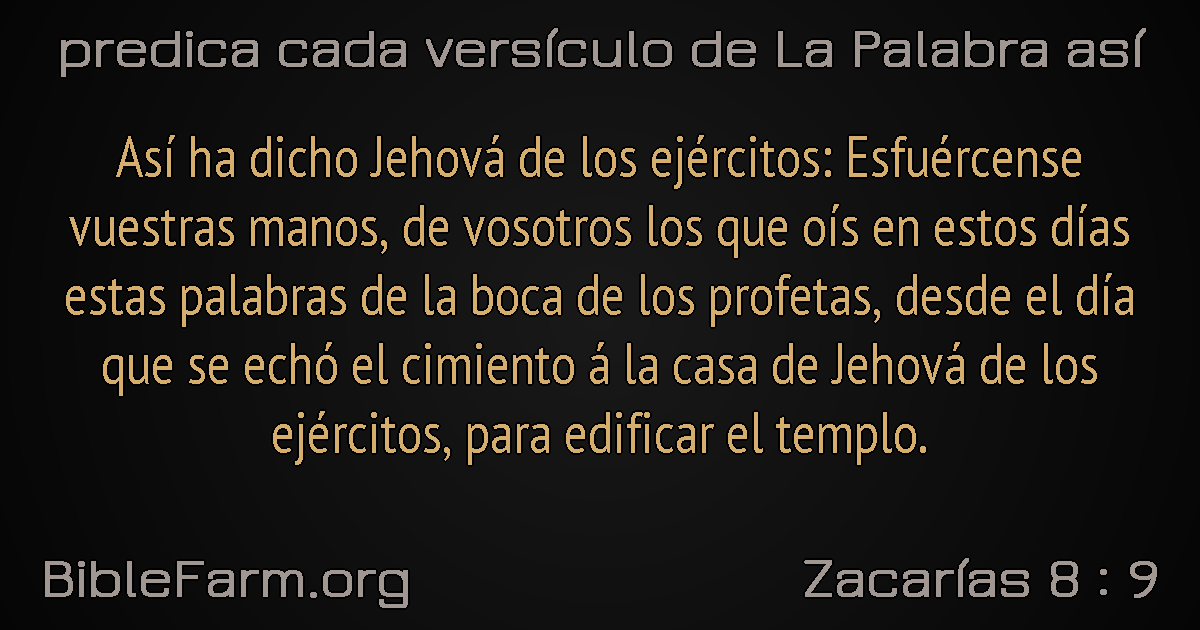 predica cada versículo de La Palabra así
Así ha dicho Jehová de los ejércitos: Esfuércense
vuestras manos, de vosotros los que oís en estos días
estas palabras de la boca de los profetas, desde el día
que se echó el cimiento á la casa de Jehová de los
ejércitos, para edificar el templo.
BibleFarm.org
Zacarías 8 : 9